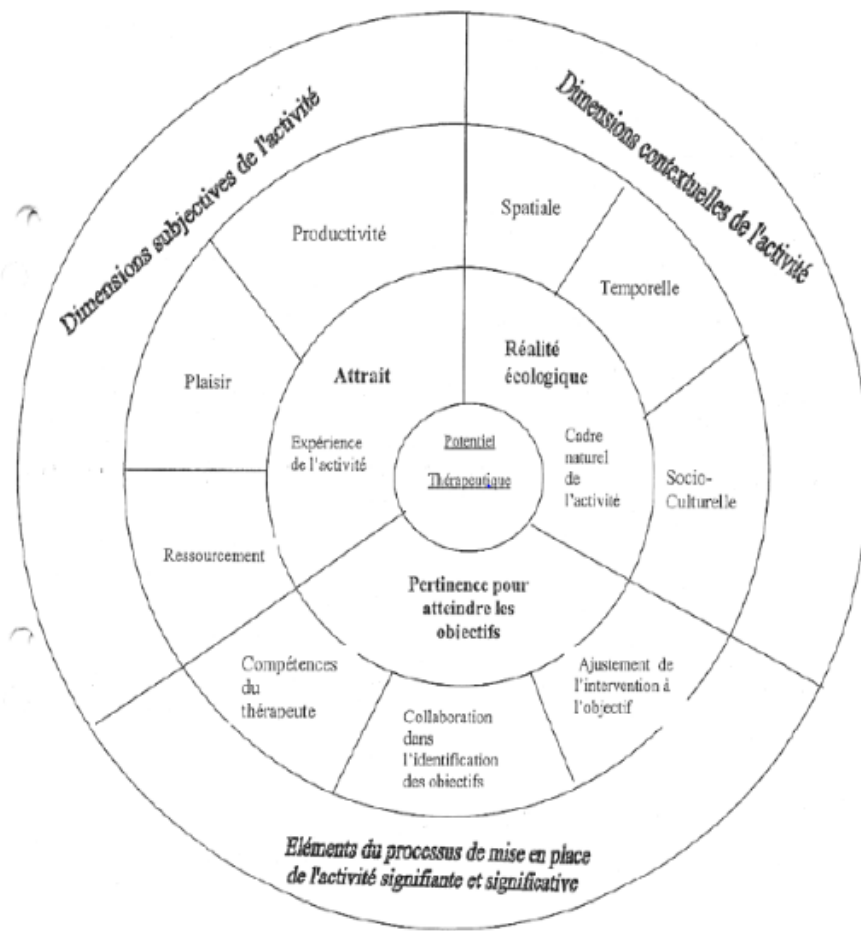 Dimensions subjectives de l'activité
Dimensions contextuelles de l'activité
Productivité
Spatiale
Temporelle
Plaisir
Attrait
Réalité
écologique
Expérience
de l'activité
Potentiel
Thérapeutique
Cadre
naturel
de
l'activité
Socio-
Culturelle
Ressourcement
Pertinence pour
atteindre les
objectifs
Compétences
du
thérapeute
Collaboration
dans
l'identification
des objectifs
Ajustement de
l'intervention à
l'objectif
Eléments du processus de mise en place
de l'activité signifiante et significative